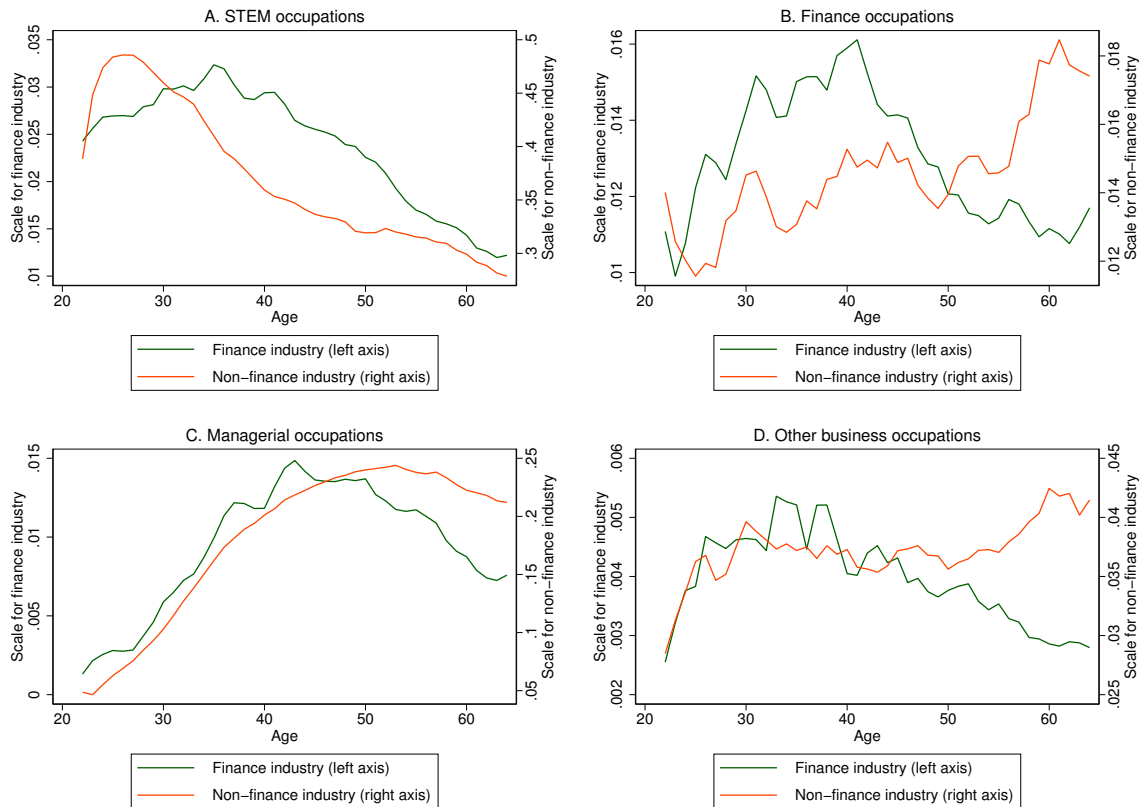 A. STEM occupations
Scale for finance industry
.01 .015 .02 .025 .03 .035
Scale for non−finance industry
.3 .35 .4 .45 .5
20 30 40 50 60
Age
Finance industry (left axis)
Non−finance industry (right axis)
B. Finance occupations
Scale for finance industry
.01 .012 .014 .016
Scale for non−finance industry
.012 .014 .016 .018
20 30 40 50 60
Age
Finance industry (left axis)
Non−finance industry (right axis)
C. Managerial occupations
Scale for finance industry
0 .005 .01 .015
Scale for non−finance industry
.05 .1 .15 .2 .25
20 30 40 50 60
Age
Finance industry (left axis)
Non−finance industry (right axis)
D. Other business occupations
Scale for finance industry
.002 .003 .004 .005 .006
Scale for non−finance industry
.025 .03 .035 .04 .045
20 30 40 50 60
Age
Finance industry (left axis)
Non−finance industry (right axis)